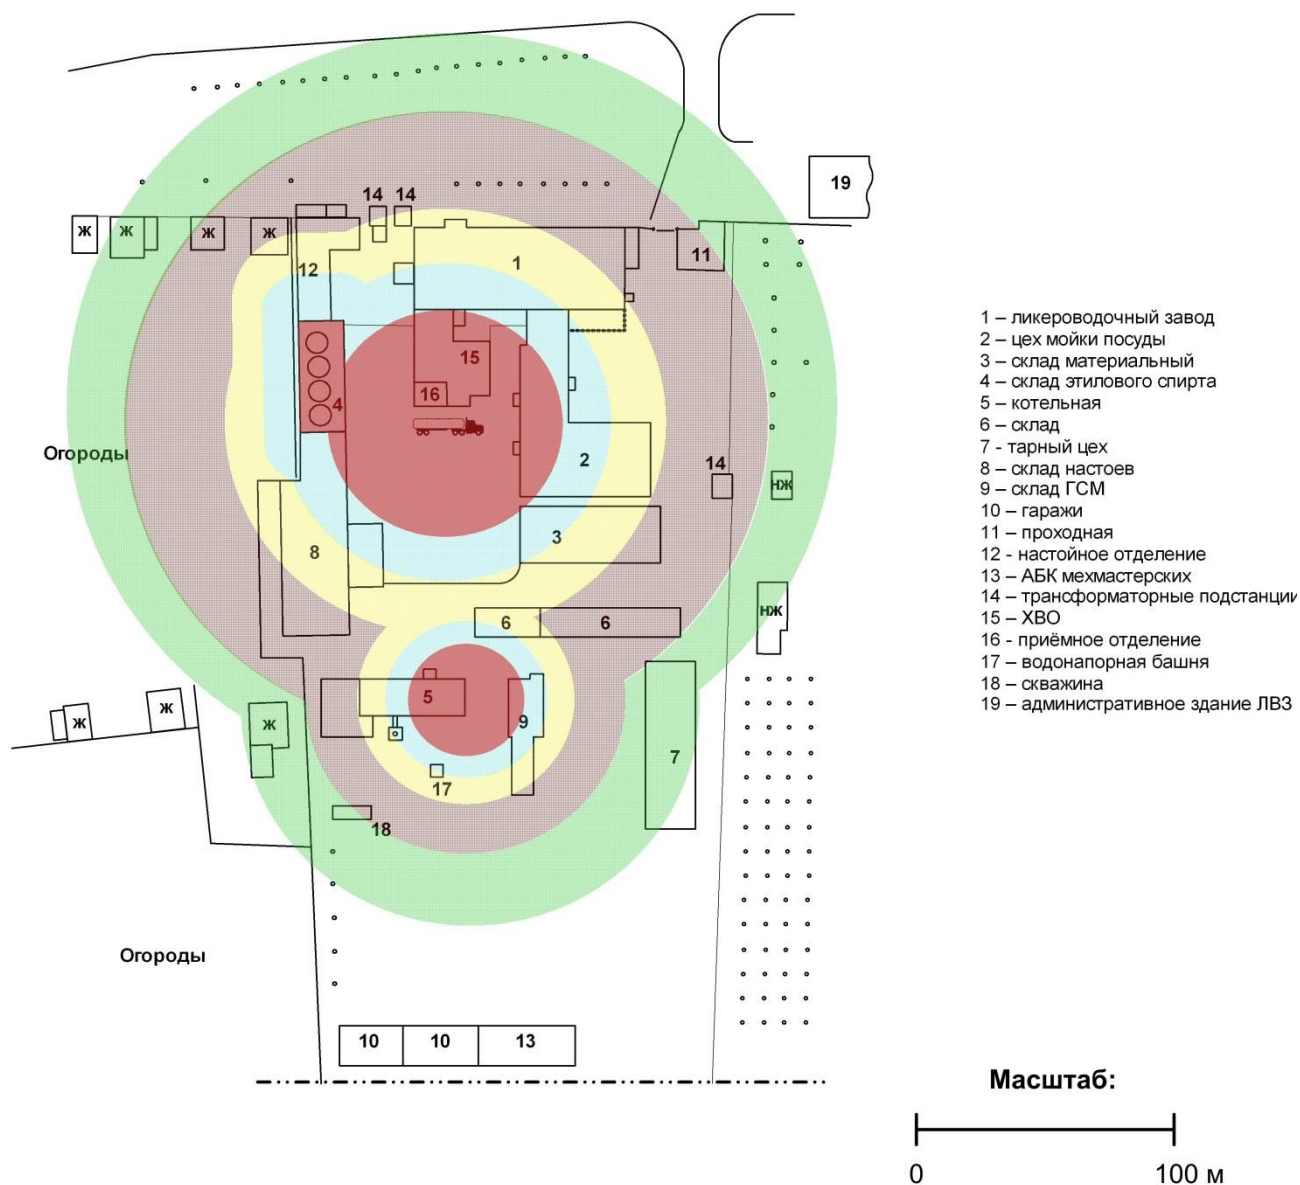 19
14 14
ж ж ж ж
1
11
12
15
16
4
Огороды
2
14
нж
3
8
6 6
нж
5
9
ж ж ж
7
17
18
Огороды
10 10 13
1 – ликероводочный завод
2 – цех мойки посуды
3 – склад материальный
4 – склад этилового спирта
5 – котельная
6 – склад
7 - тарный цех
8 – склад настоев
9 – склад ГСМ
10 – гаражи
11 – проходная
12 - настойное отделение
13 – АБК мехмастерских
14 – трансформаторные подстанции
15 – ХВО
16 - приёмное отделение
17 – водонапорная башня
18 – скважина
19 – административное здание ЛВЗ
Масштаб:
0 100 м